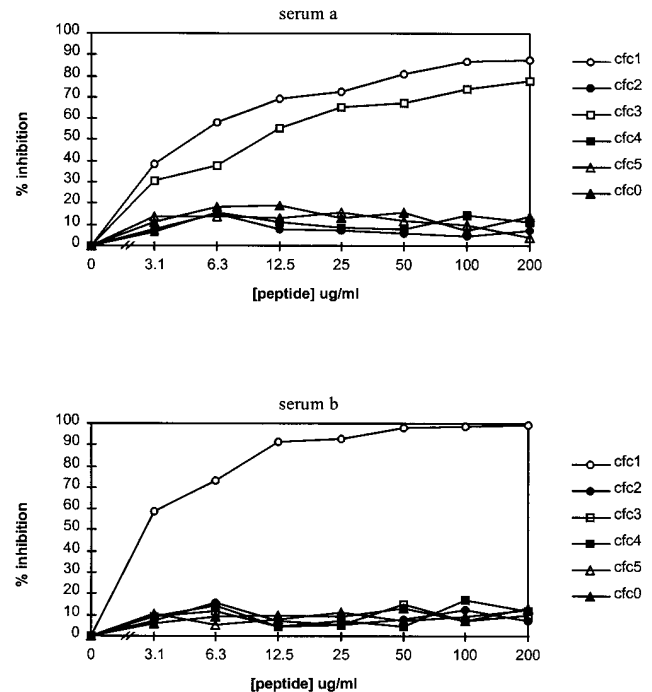 serum a
100
90
80
70
60
50
40
30
20
10
0
% inhibition
0 3.1 6.3 12.5 25 50 100 200
[peptide] ug/ml
cfc1
cfc2
cfc3
cfc4
cfc5
cfc0
serum b
100
90
80
70
60
50
40
30
20
10
0
% inhibition
0 3.1 6.3 12.5 25 50 100 200
[peptide] ug/ml
cfc1
cfc2
cfc3
cfc4
cfc5
cfc0